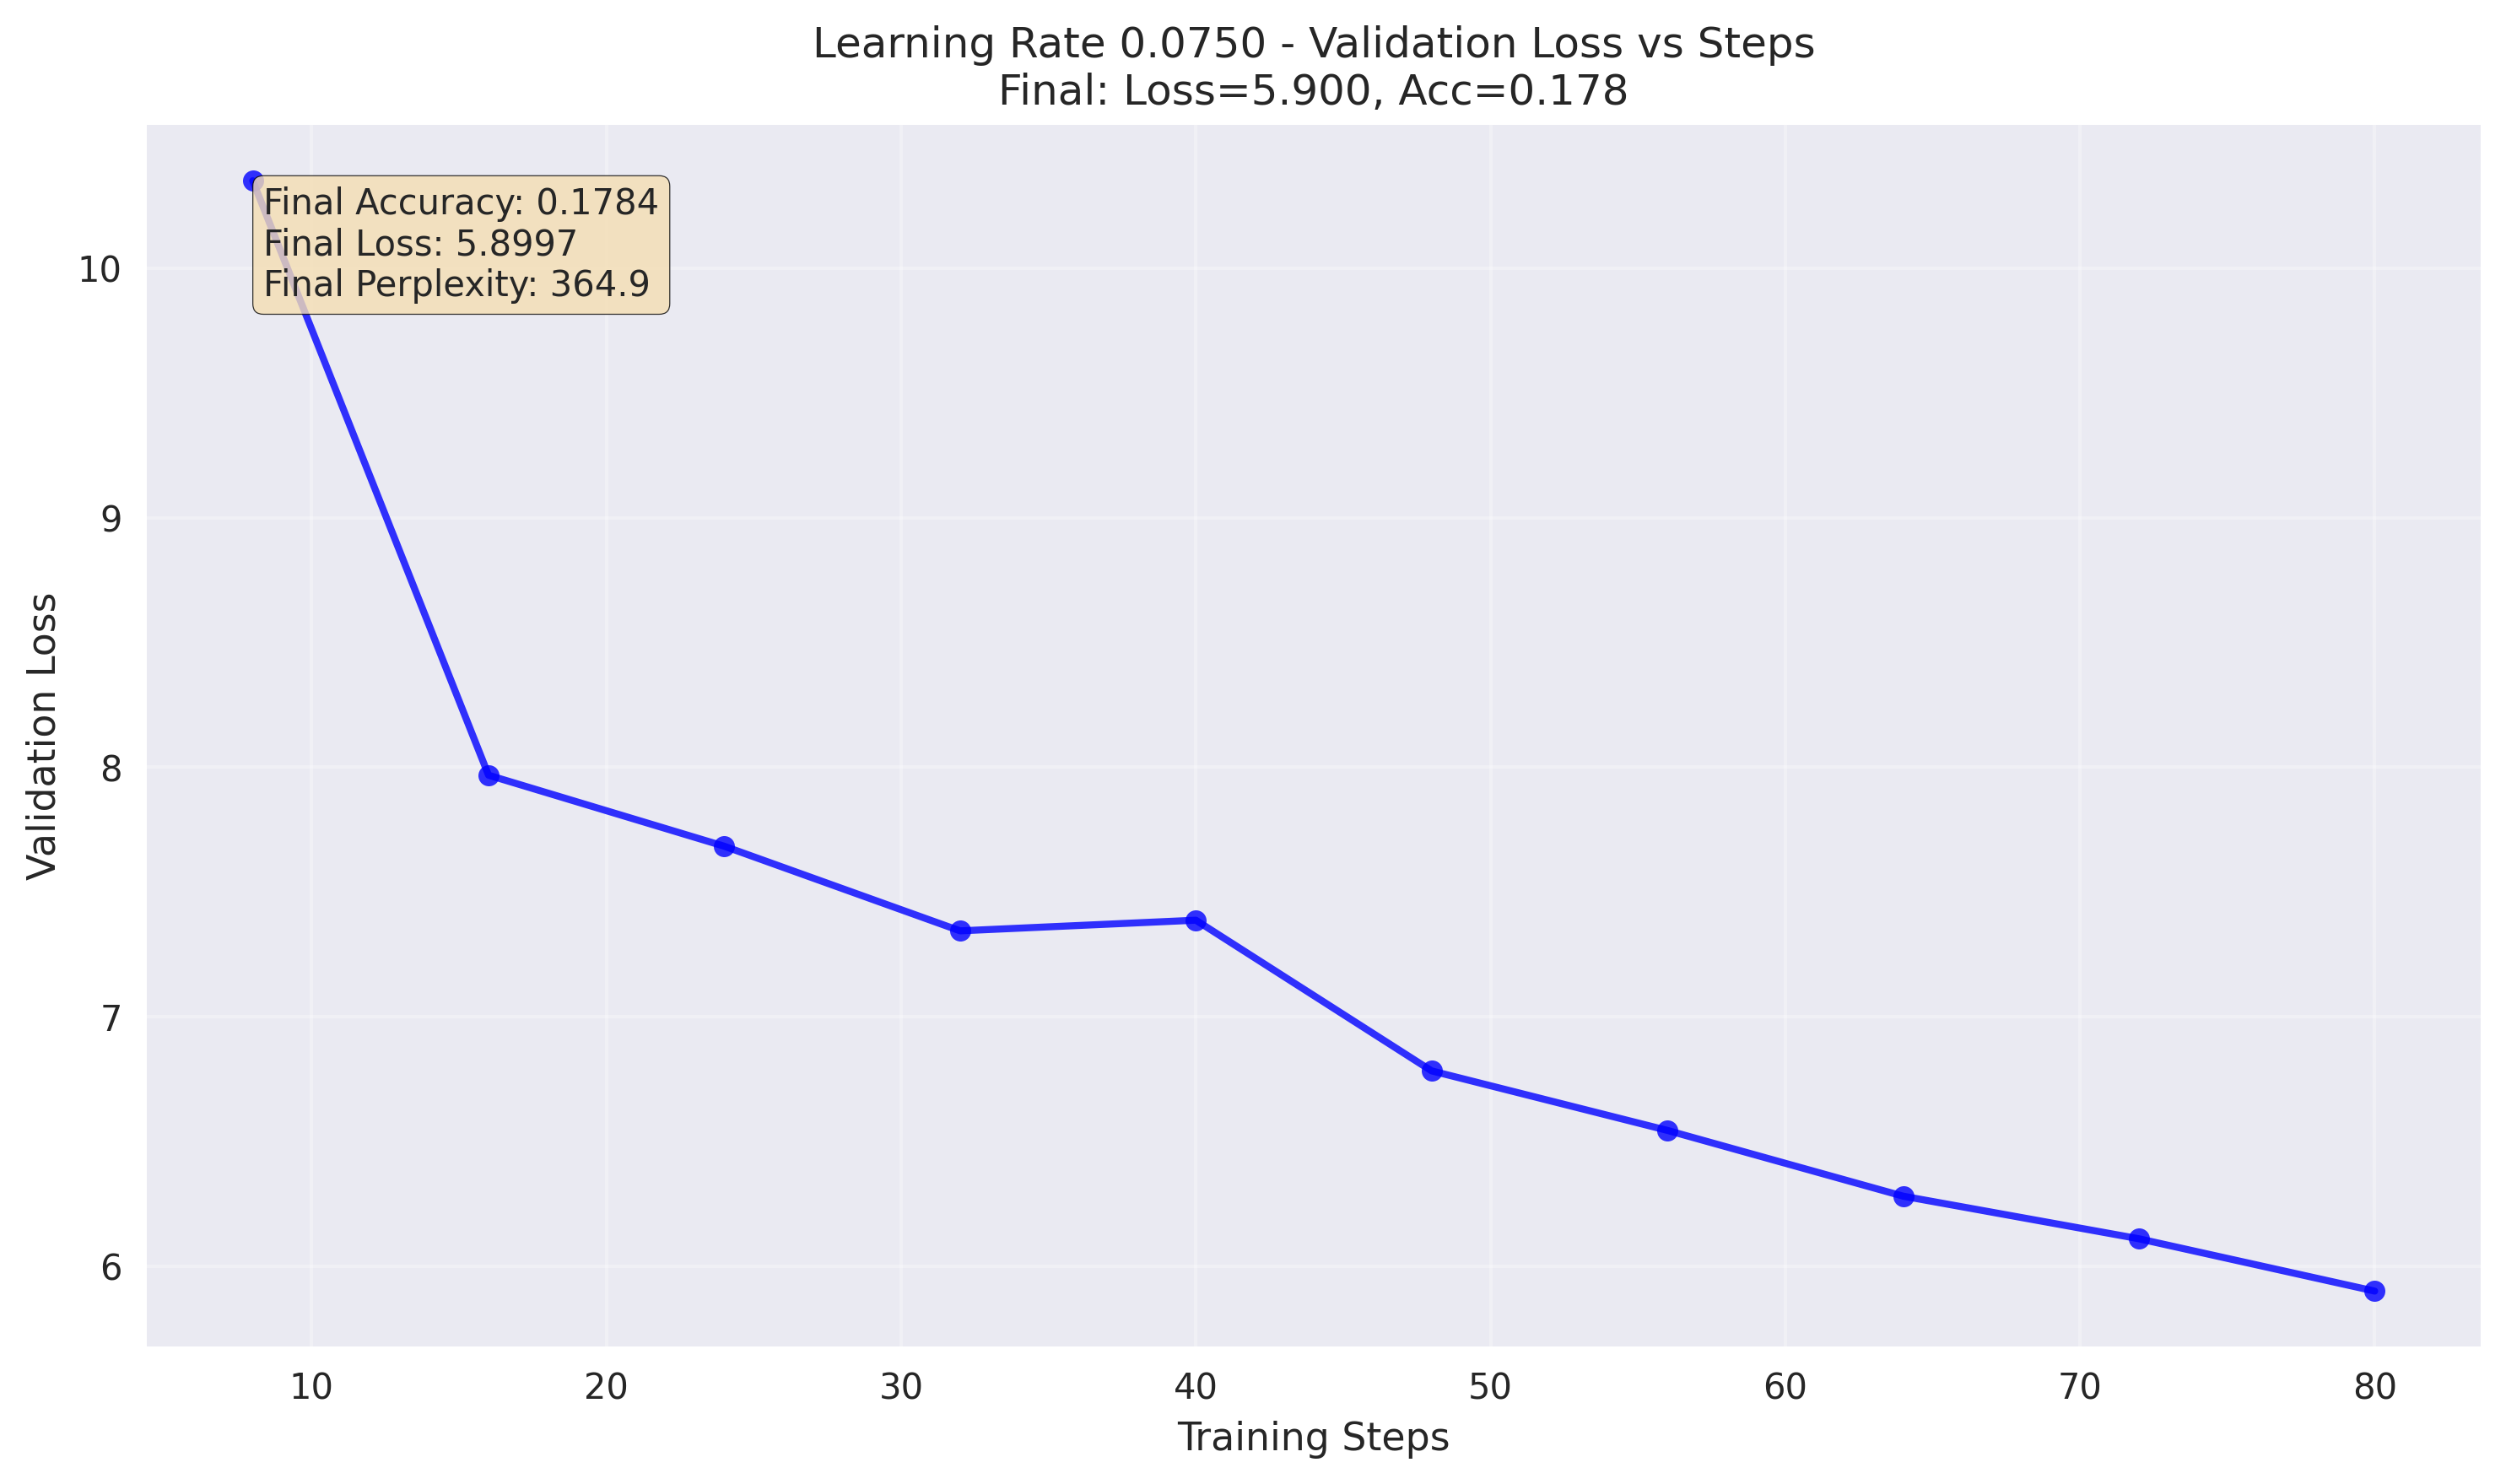 Learning Rate 0.0750 - Validation Loss vs Steps
Final: Loss=5.900, Acc=0.178
Final Accuracy: 0.1784
Final Loss: 5.8997
Final Perplexity: 364.9
Validation Loss
10
9
8
7
6
10 20 30 40 50 60 70 80
Training Steps